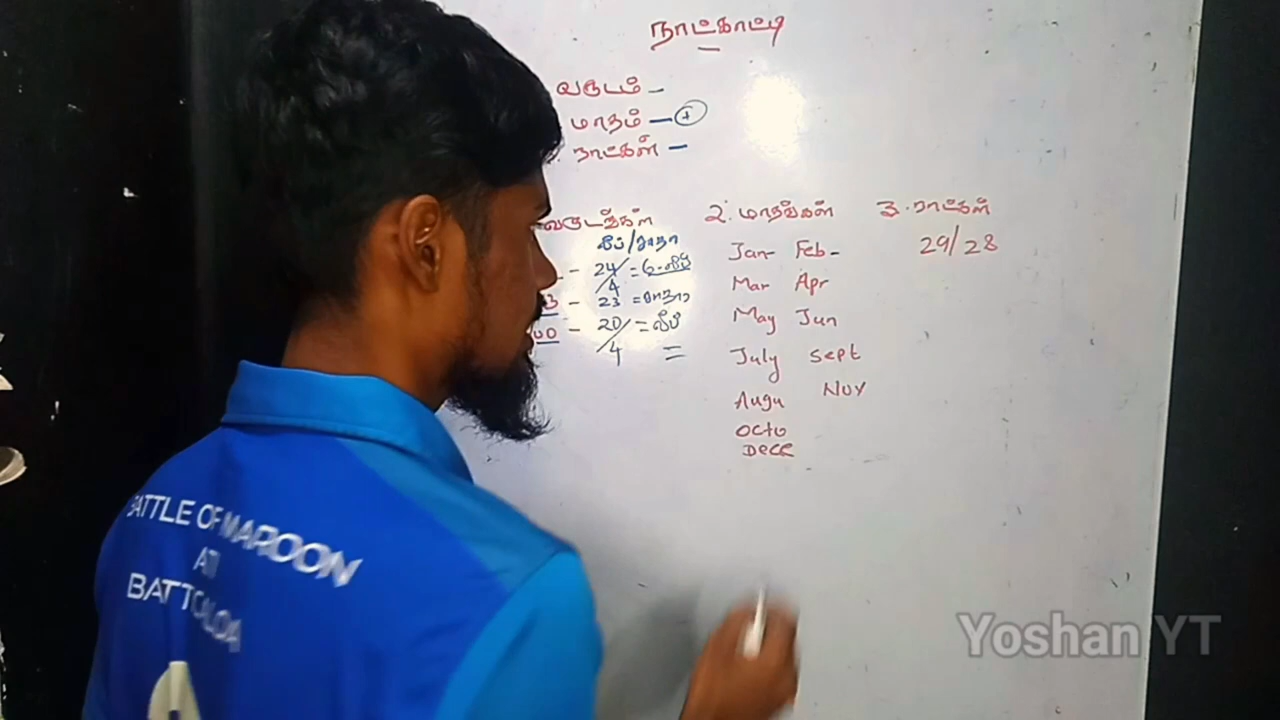 நாட்காட்டி
வருடம் -
மாதம் - +
நாட்கள் -
வருடங்கள்
லீப்/சாதா
- 24/4 = 6 லீப்
- 23 = சாதா
00 - 20/4 = லீப்
=
2. மாதங்கள்
Jan- Feb-
Mar Apr
May Jun
July Sept
Augu Nov
Octo
Dece
3. நாட்கள்
29/28
BATTLE OF MAROON
AT
BATTICALOA
Yoshan YT